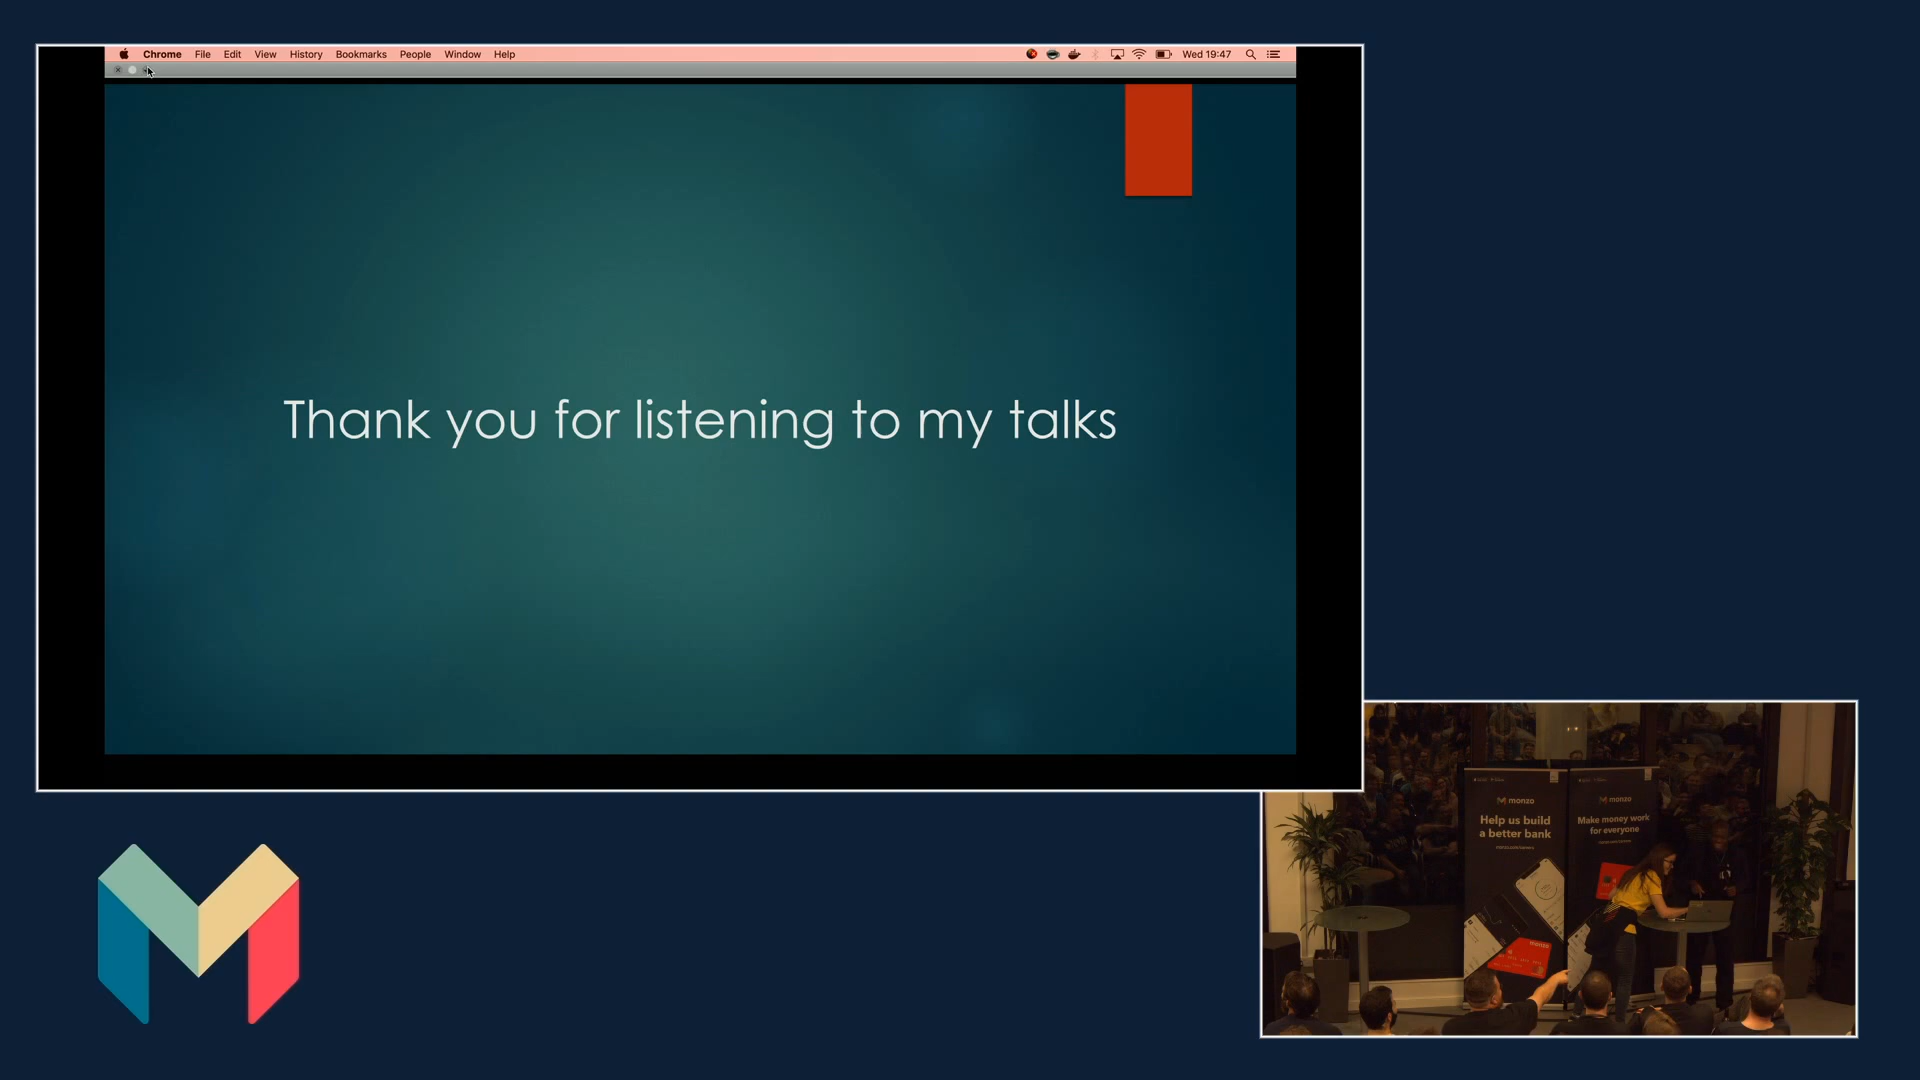 Chrome File Edit View History Bookmarks People Window Help Wed 19:47
Thank you for listening to my talks
monzo
Help us build
a better bank
monzo
Make money work
for everyone
monzo